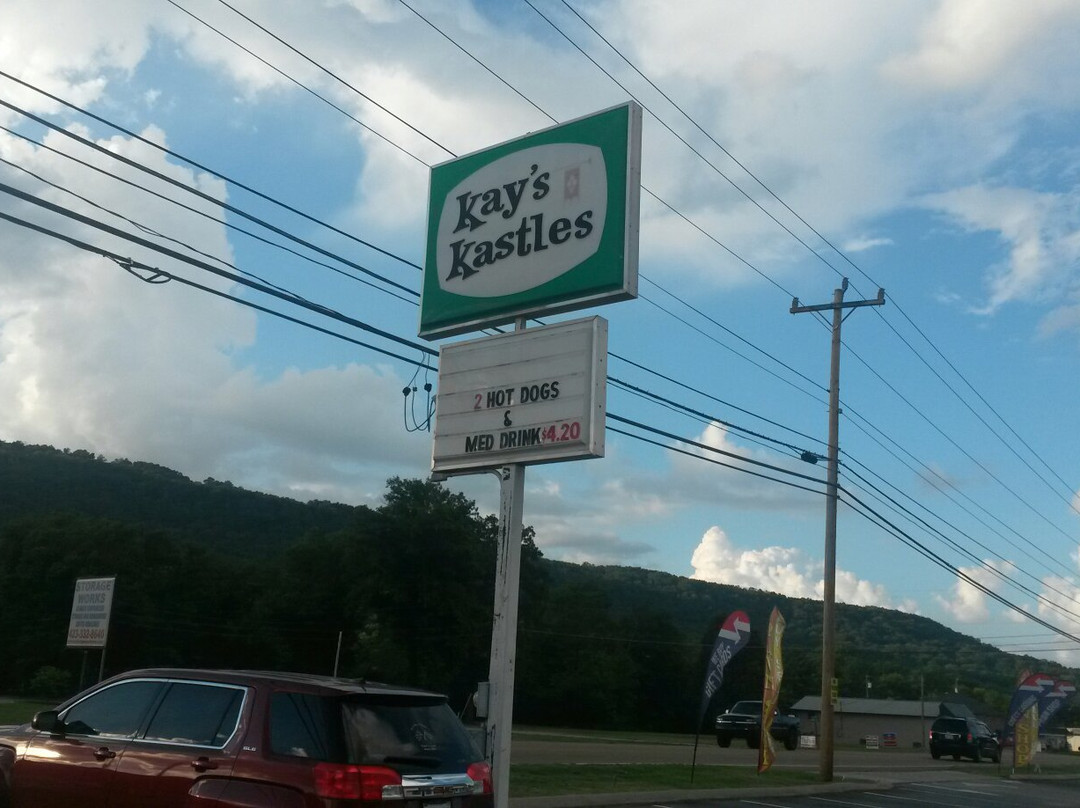 Kay's
Kastles
2 HOT DOGS
&
MED DRINK $4.20
STORAGE
WORKS